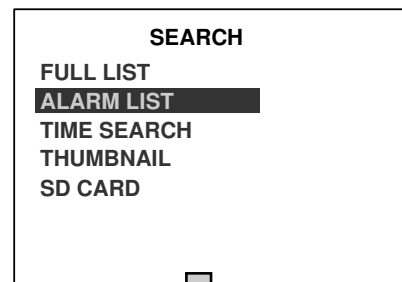 SEARCH
FULL LIST
ALARM LIST
TIME SEARCH
THUMBNAIL
SD CARD